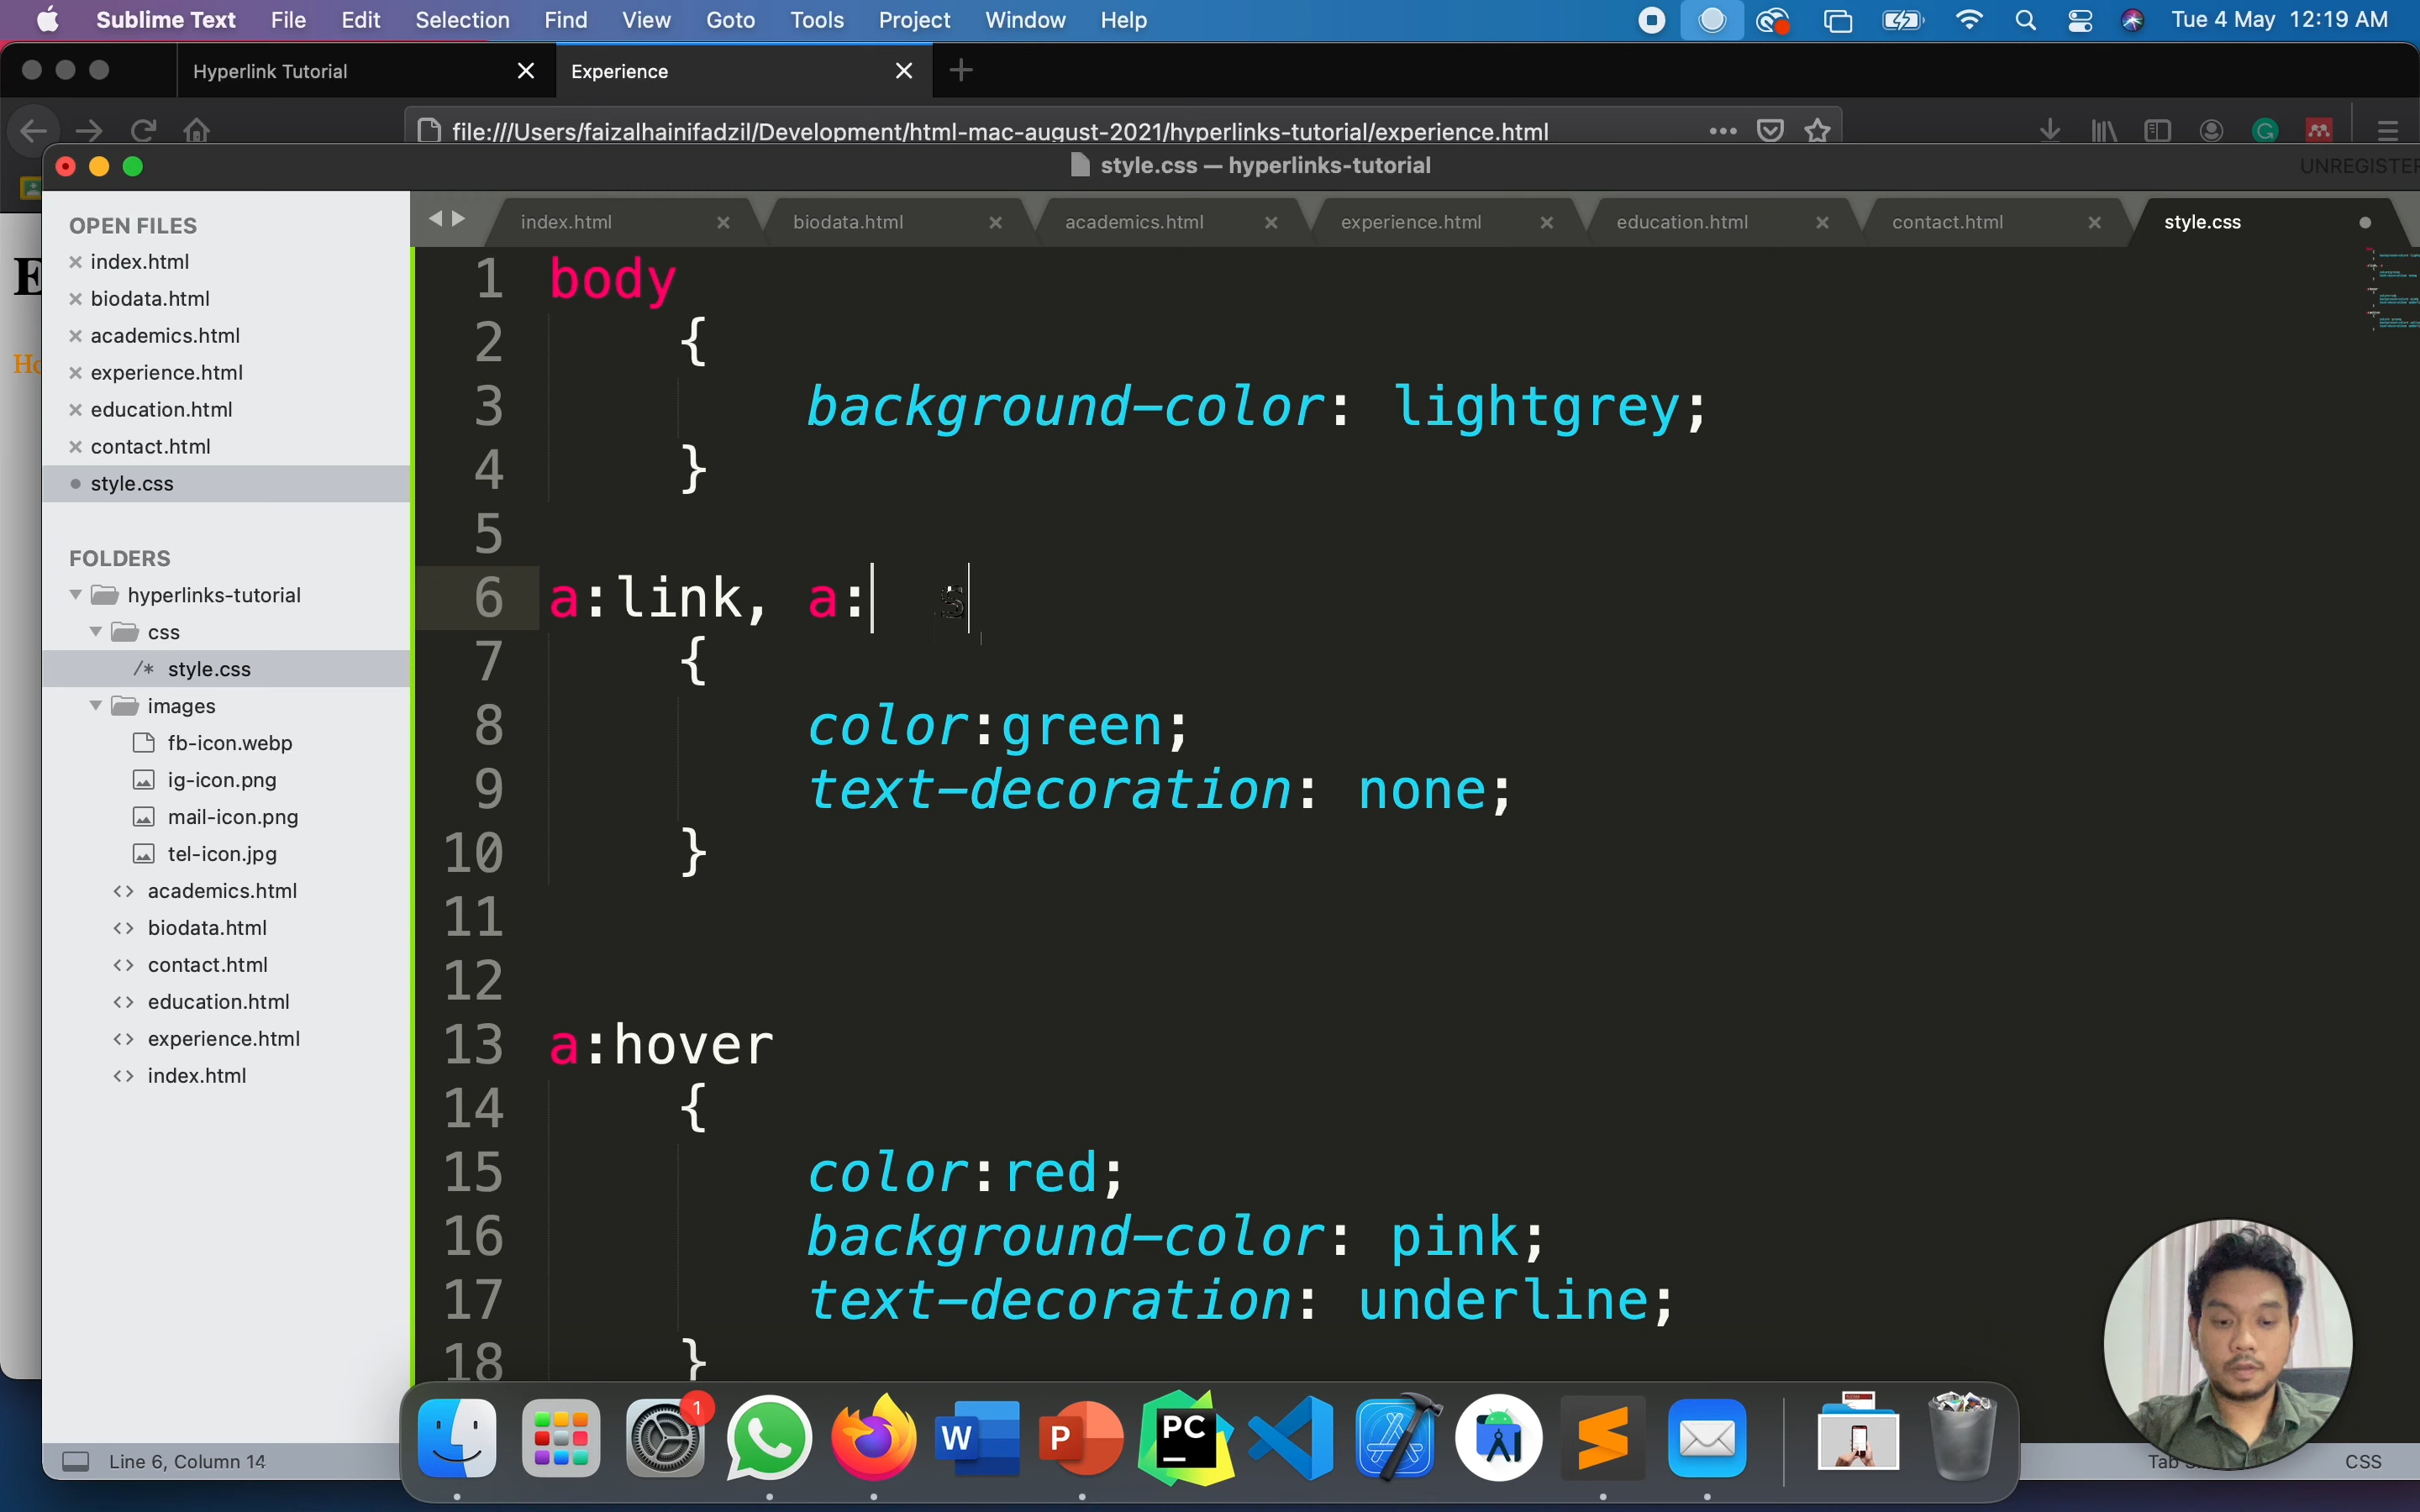 Sublime Text File Edit Selection Find View Goto Tools Project Window Help Tue 4 May 12:19 AM
Hyperlink Tutorial Experience
file:///Users/faizalhainifadzil/Development/html-mac-august-2021/hyperlinks-tutorial/experience.html
style.css — hyperlinks-tutorial
index.html biodata.html academics.html experience.html education.html contact.html style.css
OPEN FILES
index.html
biodata.html
academics.html
experience.html
education.html
contact.html
style.css
FOLDERS
hyperlinks-tutorial
css
/* style.css
images
fb-icon.webp
ig-icon.png
mail-icon.png
tel-icon.jpg
<> academics.html
<> biodata.html
<> contact.html
<> education.html
<> experience.html
<> index.html
1 body
2 {
3 background-color: lightgrey;
4 }
5
6 a:link, a: s
7 {
8 color:green;
9 text-decoration: none;
10 }
11
12
13 a:hover
14 {
15 color:red;
16 background-color: pink;
17 text-decoration: underline;
18 }
1
W P PC
Line 6, Column 14
CSS